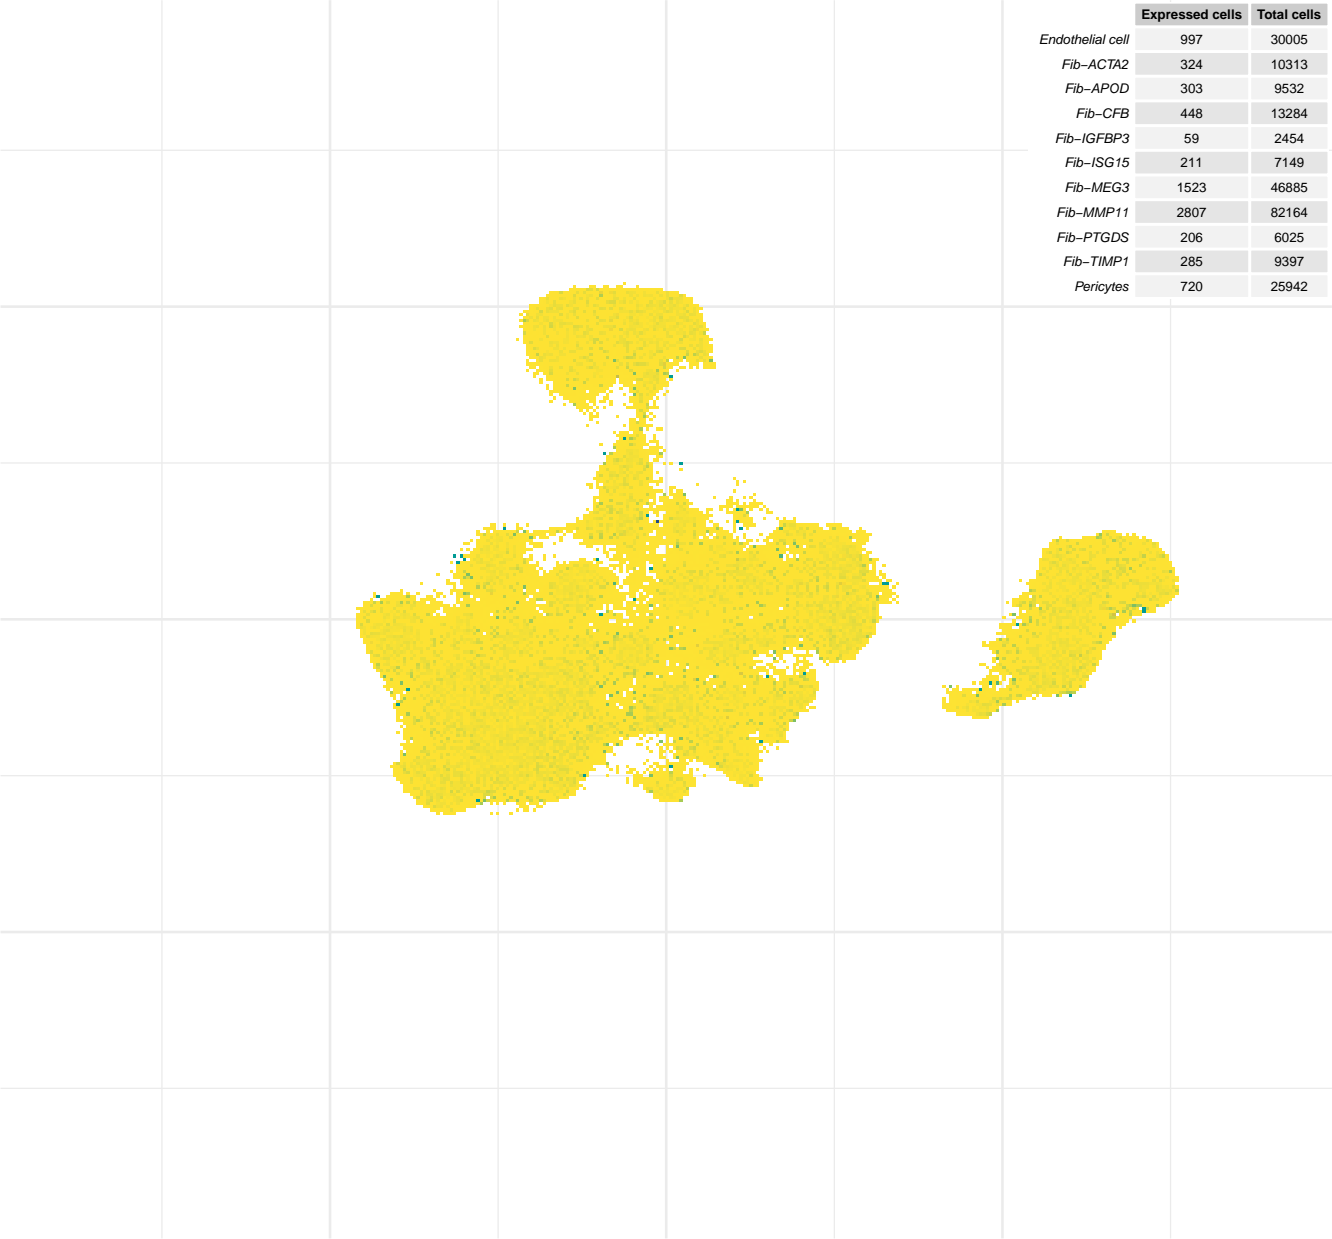 Expressed cells Total cells
Endothelial cell 997 30005
Fib−ACTA2 324 10313
Fib−APOD 303 9532
Fib−CFB 448 13284
Fib−IGFBP3 59 2454
Fib−ISG15 211 7149
Fib−MEG3 1523 46885
Fib−MMP11 2807 82164
Fib−PTGDS 206 6025
Fib−TIMP1 285 9397
Pericytes 720 25942